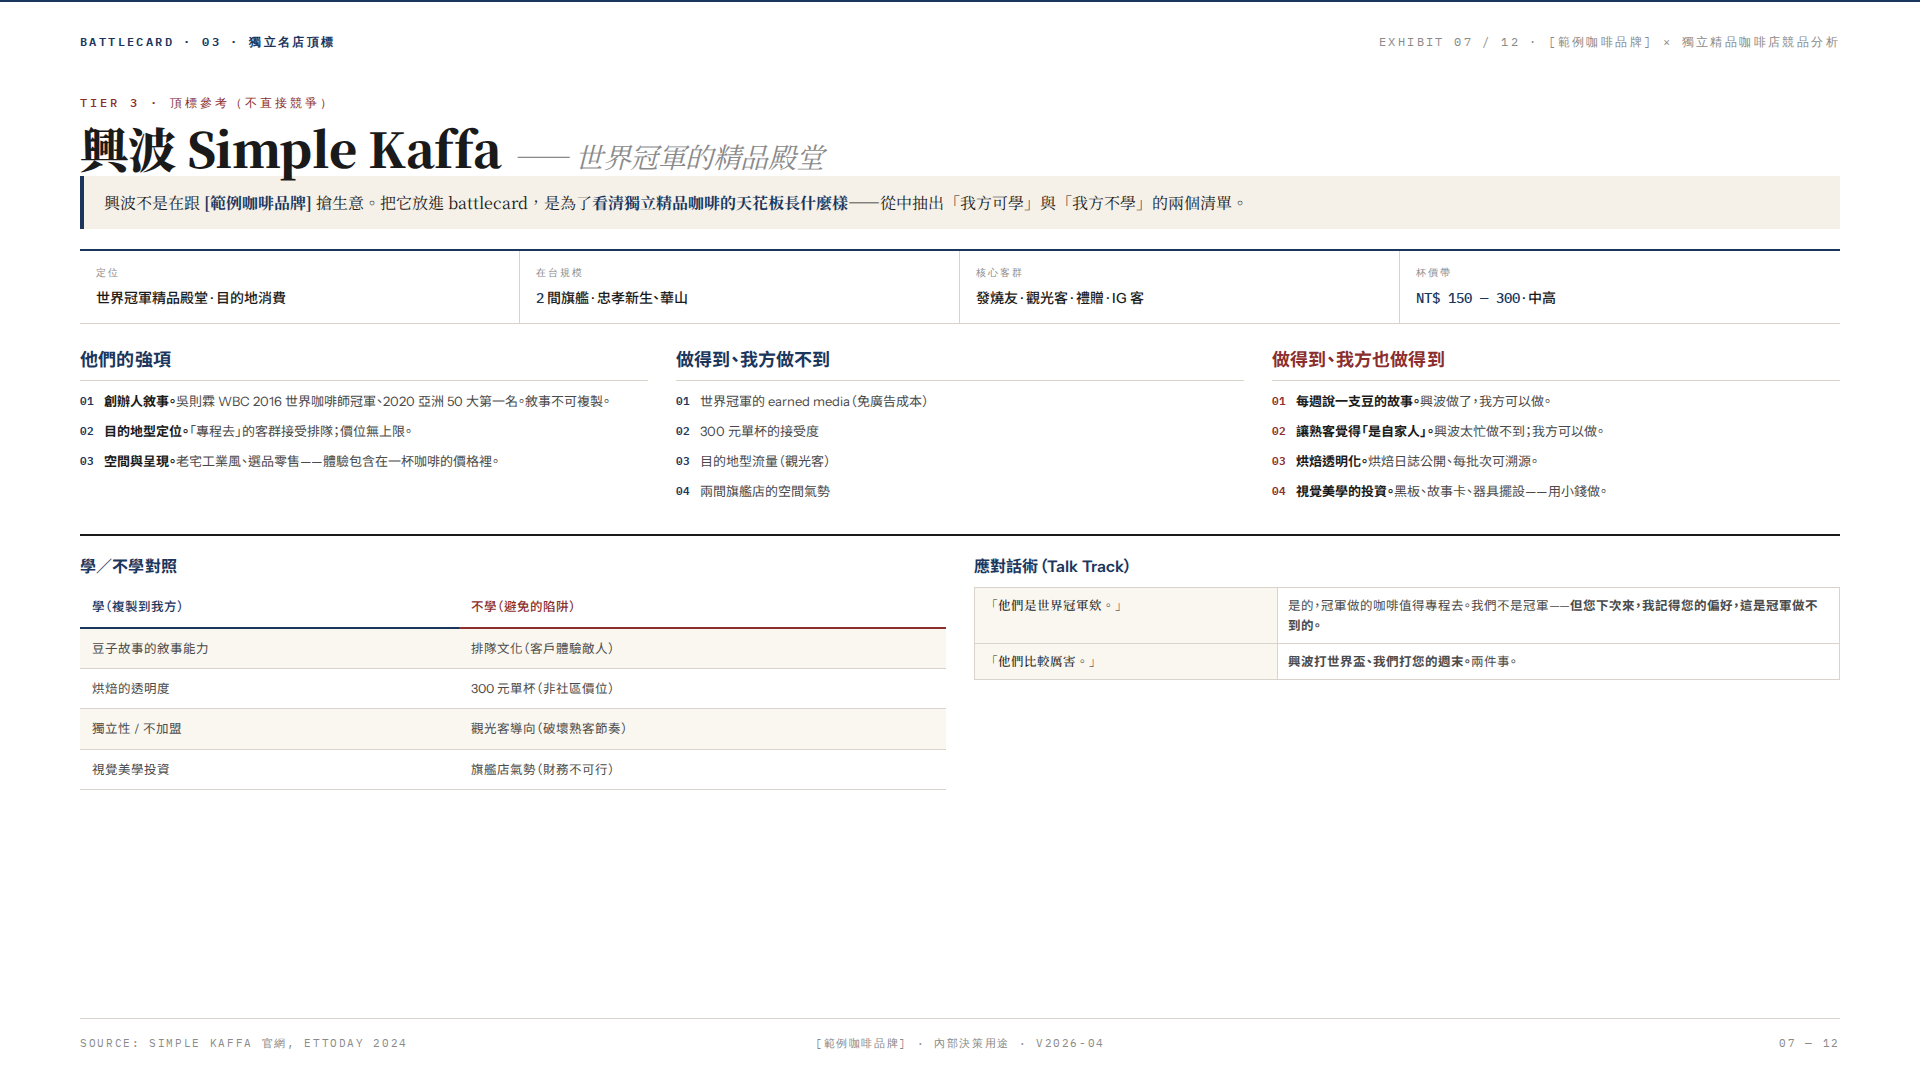 BATTLECARD · 03 · 獨立名店頂標
EXHIBIT 07 / 12 · [範例咖啡品牌] × 獨立精品咖啡店競品分析
TIER 3 · 頂標參考（不直接競爭）
興波 Simple Kaffa —— 世界冠軍的精品殿堂
興波不是在跟 [範例咖啡品牌] 搶生意。把它放進 battlecard，是為了看清獨立精品咖啡的天花板長什麼樣——從中抽出「我方可學」與「我方不學」的兩個清單。
定位
世界冠軍精品殿堂·目的地消費
在台規模
2 間旗艦·忠孝新生、華山
核心客群
發燒友·觀光客·禮贈·IG 客
杯價帶
NT$ 150 — 300·中高
他們的強項
01 創辦人敘事。吳則霖 WBC 2016 世界咖啡師冠軍、2020 亞洲 50 大第一名。敘事不可複製。
02 目的地型定位。「專程去」的客群接受排隊；價位無上限。
03 空間與呈現。老宅工業風、選品零售——體驗包含在一杯咖啡的價格裡。
做得到、我方做不到
01 世界冠軍的 earned media（免廣告成本）
02 300 元單杯的接受度
03 目的地型流量（觀光客）
04 兩間旗艦店的空間氣勢
做得到、我方也做得到
01 每週說一支豆的故事。興波做了，我方可以做。
02 讓熟客覺得「是自家人」。興波太忙做不到；我方可以做。
03 烘焙透明化。烘焙日誌公開、每批次可溯源。
04 視覺美學的投資。黑板、故事卡、器具擺設——用小錢做。
學／不學對照
學（複製到我方） 不學（避免的陷阱）
豆子故事的敘事能力 排隊文化（客戶體驗敵人）
烘焙的透明度 300 元單杯（非社區價位）
獨立性 / 不加盟 觀光客導向（破壞熟客節奏）
視覺美學投資 旗艦店氣勢（財務不可行）
應對話術（Talk Track）
「他們是世界冠軍欸。」 是的，冠軍做的咖啡值得專程去。我們不是冠軍——但您下次來，我記得您的偏好，這是冠軍做不
到的。
「他們比較厲害。」 興波打世界盃、我們打您的週末。兩件事。
SOURCE: SIMPLE KAFFA 官網, ETTODAY 2024
[範例咖啡品牌] · 內部決策用途 · V2026-04
07 — 12